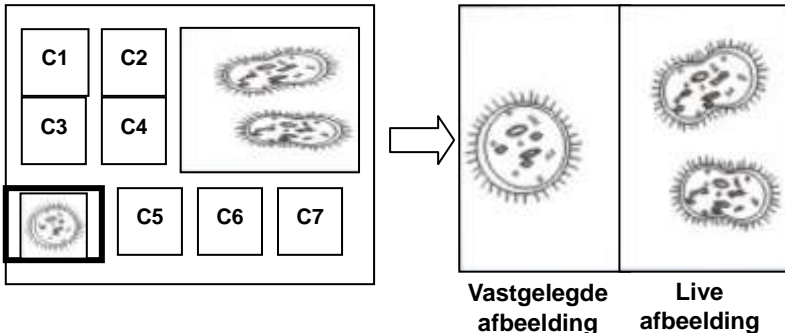 C1 C2
C3 C4
C5 C6 C7
Vastgelegde
afbeelding
Live
afbeelding